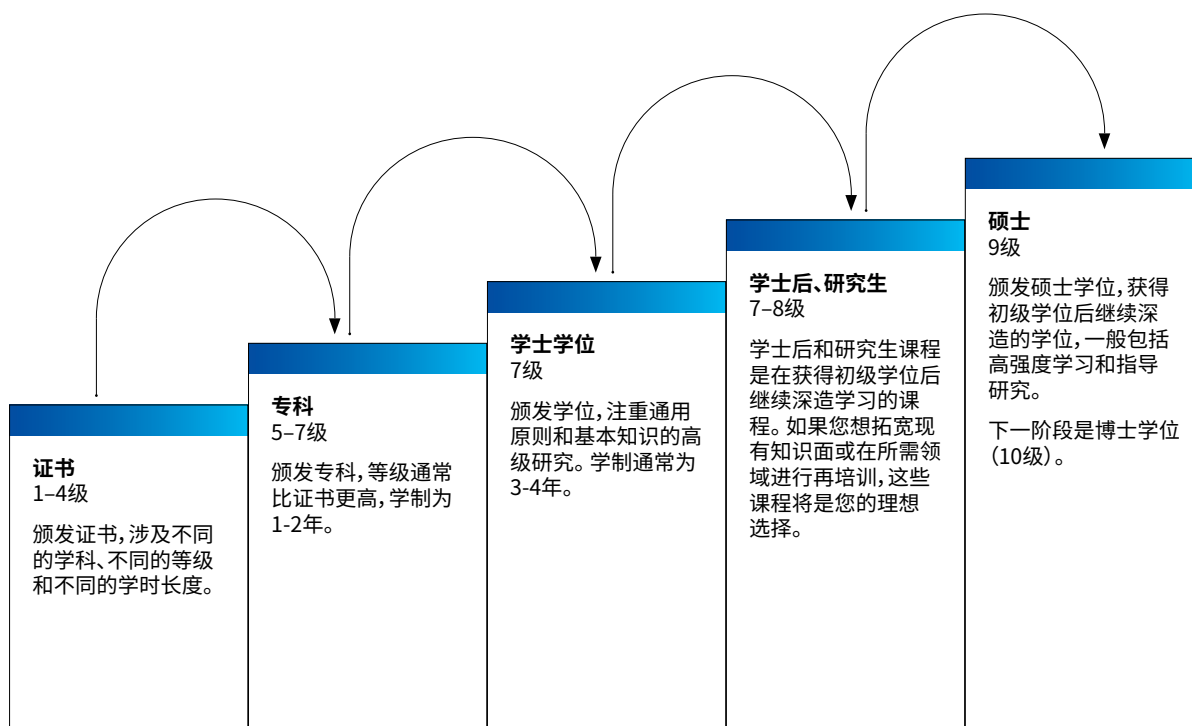 证书
1–4级
颁发证书，涉及不同
的学科、不同的等级
和不同的学时长度。
专科
5–7级
颁发专科，等级通常
比证书更高，学制为
1-2年。
学士学位
7级
颁发学位，注重通用
原则和基本知识的高
级研究。学制通常为
3-4年。
学士后、研究生
7–8级
学士后和研究生课程
是在获得初级学位后
继续深造学习的课
程。如果您想拓宽现
有知识面或在所需领
域进行再培训，这些
课程将是您的理想
选择。
硕士
9级
颁发硕士学位，获得
初级学位后继续深
造的学位，一般包括
高强度学习和指导
研究。
下一阶段是博士学位
（10级）。